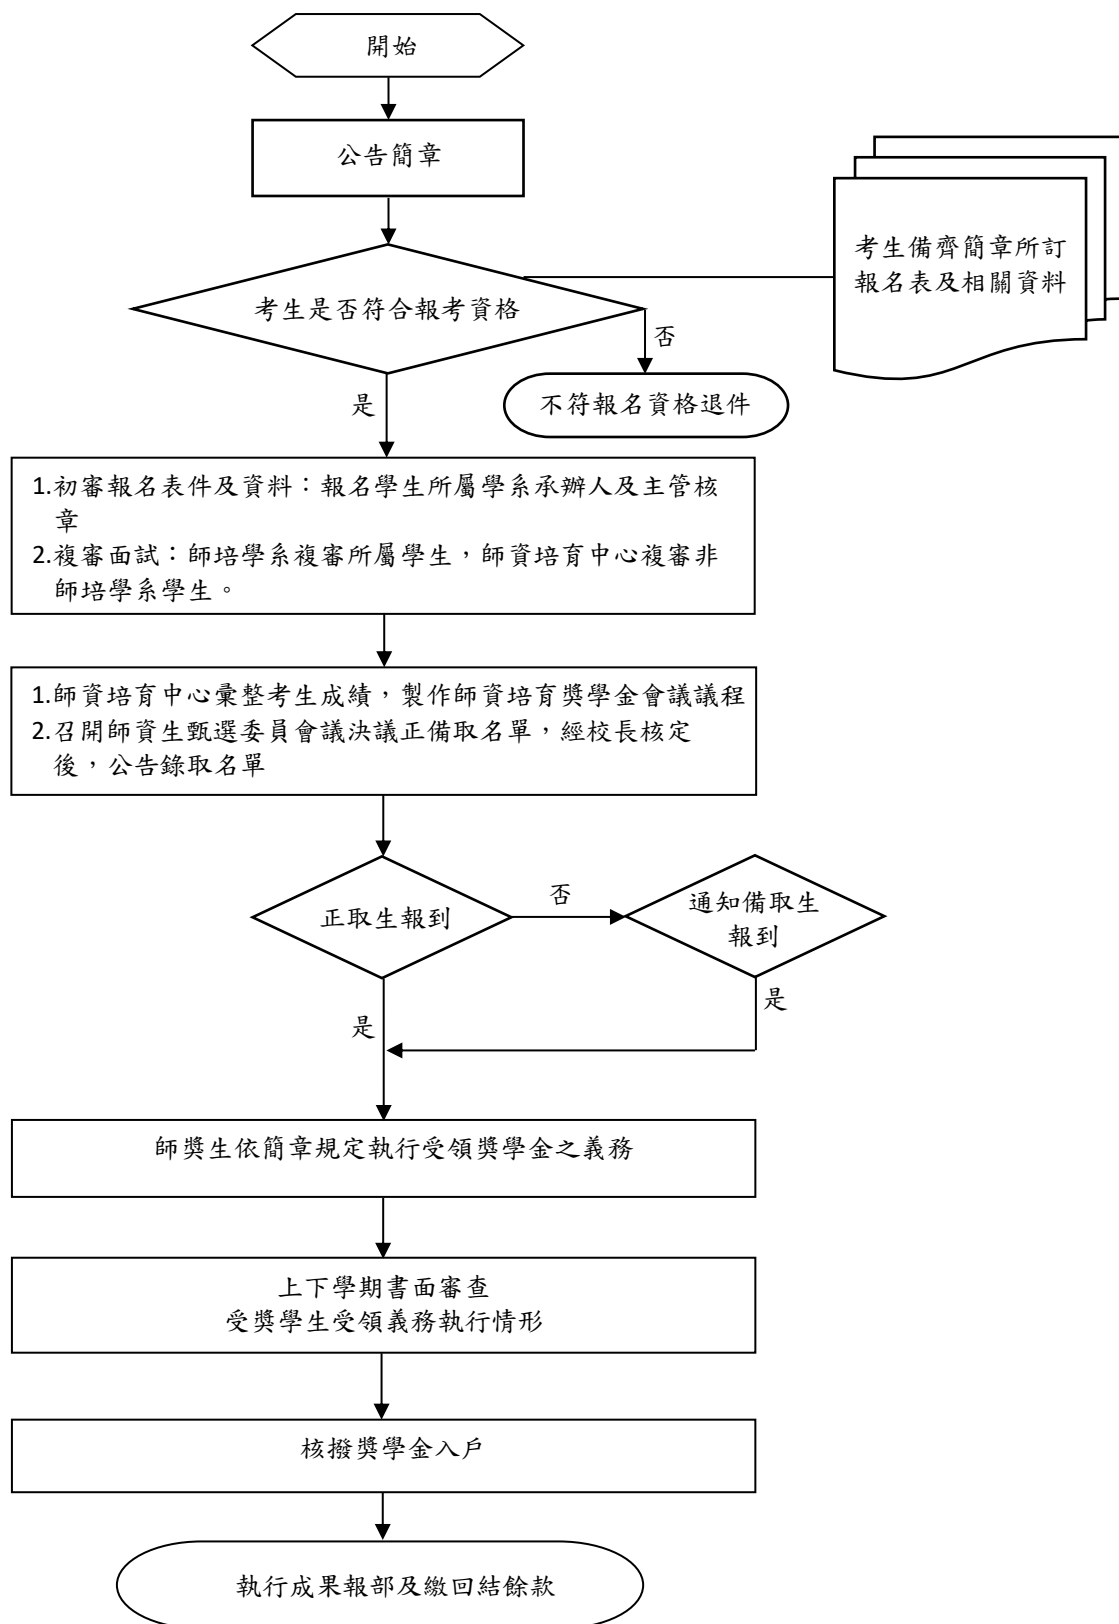 開始
公告簡章
考生備齊簡章所訂
報名表及相關資料
考生是否符合報考資格
否
不符報名資格退件
是
1.初審報名表件及資料：報名學生所屬學系承辦人及主管核
章
2.複審面試：師培學系複審所屬學生，師資培育中心複審非
師培學系學生。
1.師資培育中心彙整考生成績，製作師資培育獎學金會議議程
2.召開師資生甄選委員會議決議正備取名單，經校長核定
後，公告錄取名單
正取生報到
否
通知備取生
報到
是
是
師獎生依簡章規定執行受領獎學金之義務
上下學期書面審查
受獎學生受領義務執行情形
核撥獎學金入戶
執行成果報部及繳回結餘款